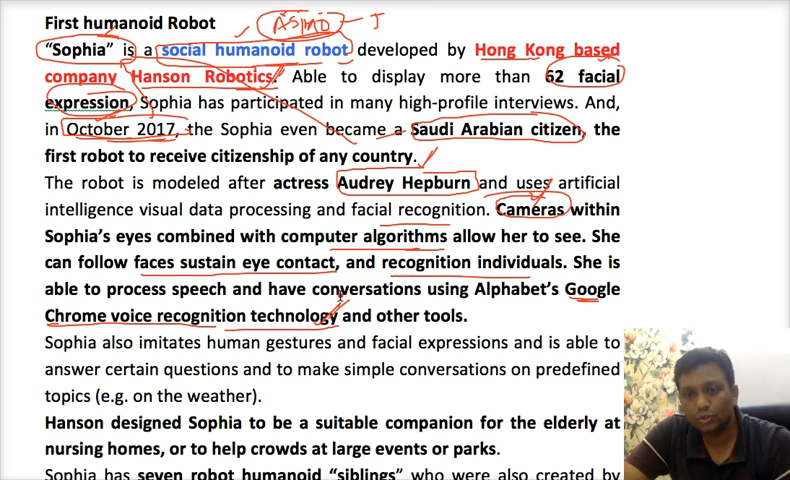 First humanoid Robot
ASIMO – J
“Sophia” is a social humanoid robot developed by Hong Kong based
company Hanson Robotics. Able to display more than 62 facial
expression, Sophia has participated in many high-profile interviews. And,
in October 2017, the Sophia even became a Saudi Arabian citizen, the
first robot to receive citizenship of any country.
The robot is modeled after actress Audrey Hepburn and uses artificial
intelligence visual data processing and facial recognition. Cameras within
Sophia’s eyes combined with computer algorithms allow her to see. She
can follow faces sustain eye contact, and recognition individuals. She is
able to process speech and have conversations using Alphabet’s Google
Chrome voice recognition technology and other tools.
Sophia also imitates human gestures and facial expressions and is able to
answer certain questions and to make simple conversations on predefined
topics (e.g. on the weather).
Hanson designed Sophia to be a suitable companion for the elderly at
nursing homes, or to help crowds at large events or parks.
Sophia has seven robot humanoid “siblings” who were also created by